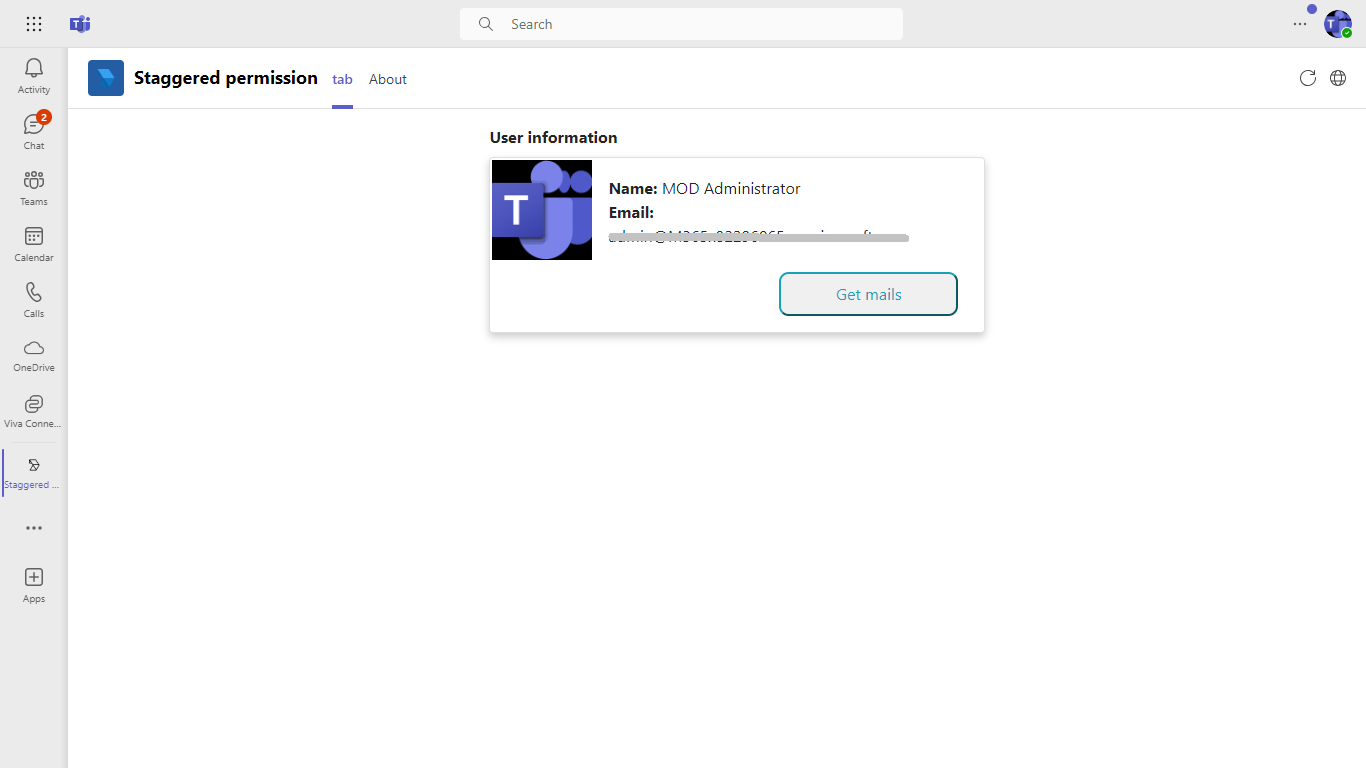 Search
Activity
2
Chat
Teams
Calendar
Calls
OneDrive
Viva Conne...
Staggered ...
Apps
Staggered permission tab About
User information
T
Name: MOD Administrator
Email:
Get mails